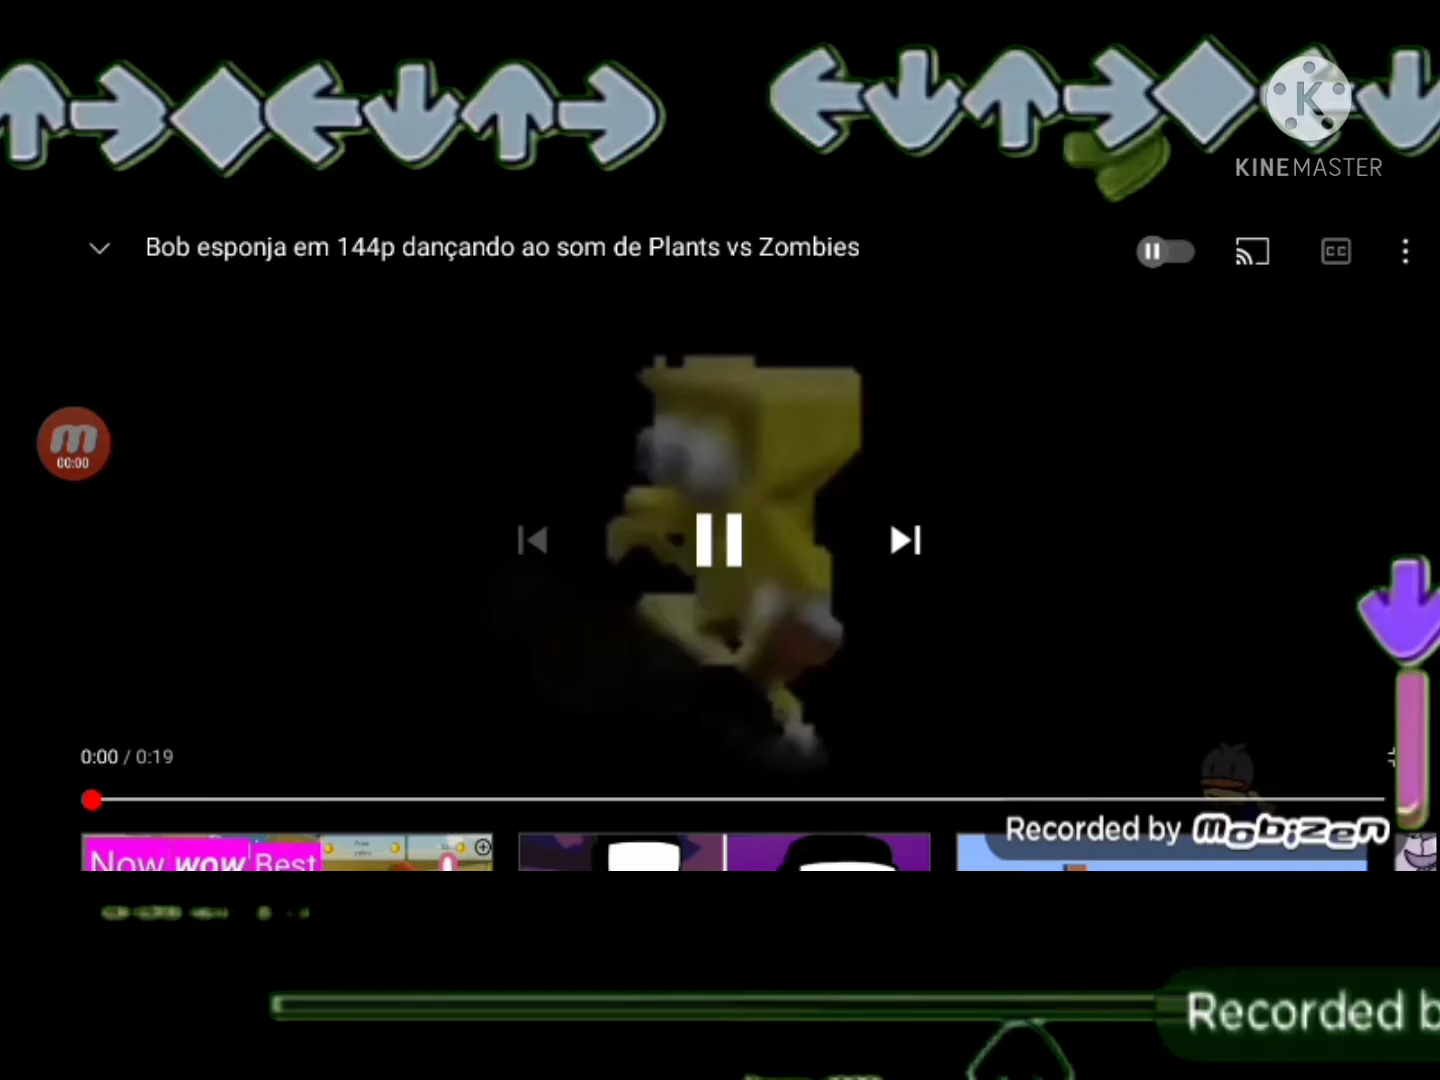 KINEMASTER
Bob esponja em 144p dançando ao som de Plants vs Zombies
CC
m
00:00
0:00 / 0:19
Recorded by mobizen
Now wow Best
Recorded b